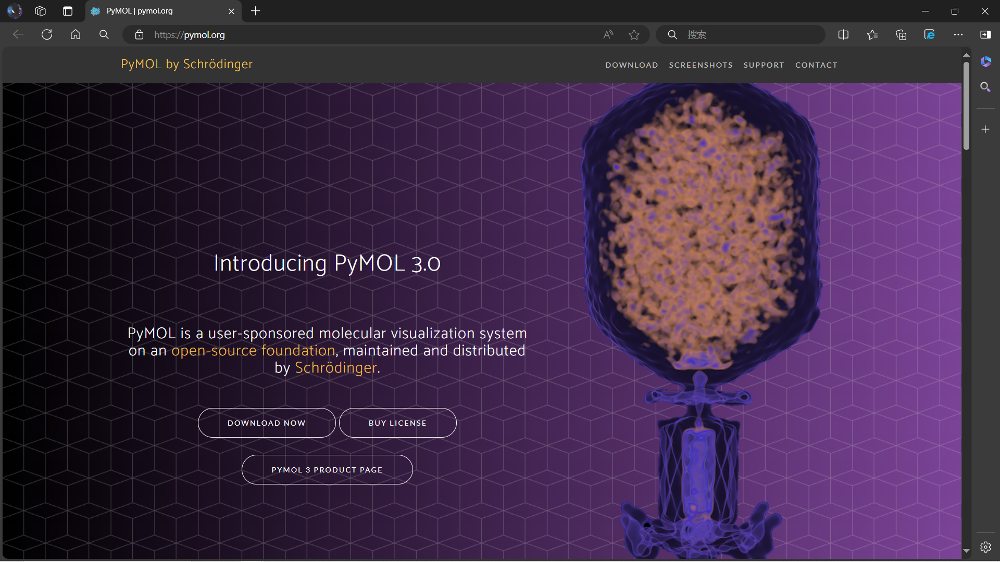 PyMOL | pymol.org
https://pymol.org
搜索
PyMOL by Schrödinger
DOWNLOAD SCREENSHOTS SUPPORT CONTACT
Introducing PyMOL 3.0
PyMOL is a user-sponsored molecular visualization system
on an open-source foundation, maintained and distributed
by Schrödinger.
DOWNLOAD NOW
BUY LICENSE
PYMOL 3 PRODUCT PAGE